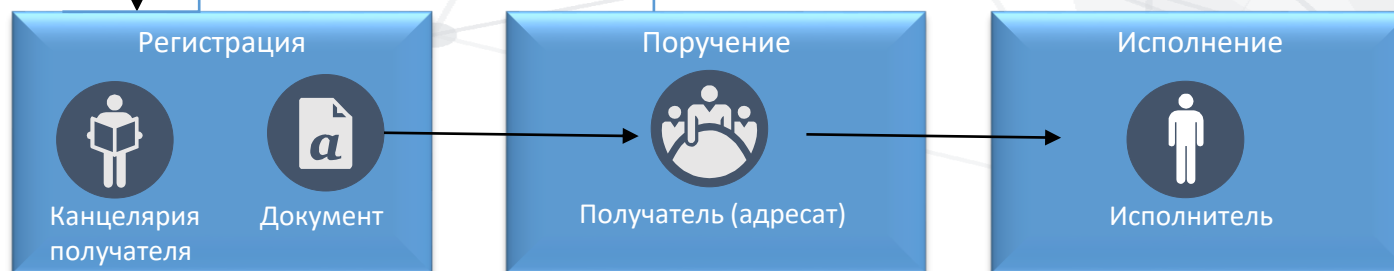 Регистрация
Канцелярия
получателя
a
Документ
Поручение
Получатель (адресат)
Исполнение
Исполнитель